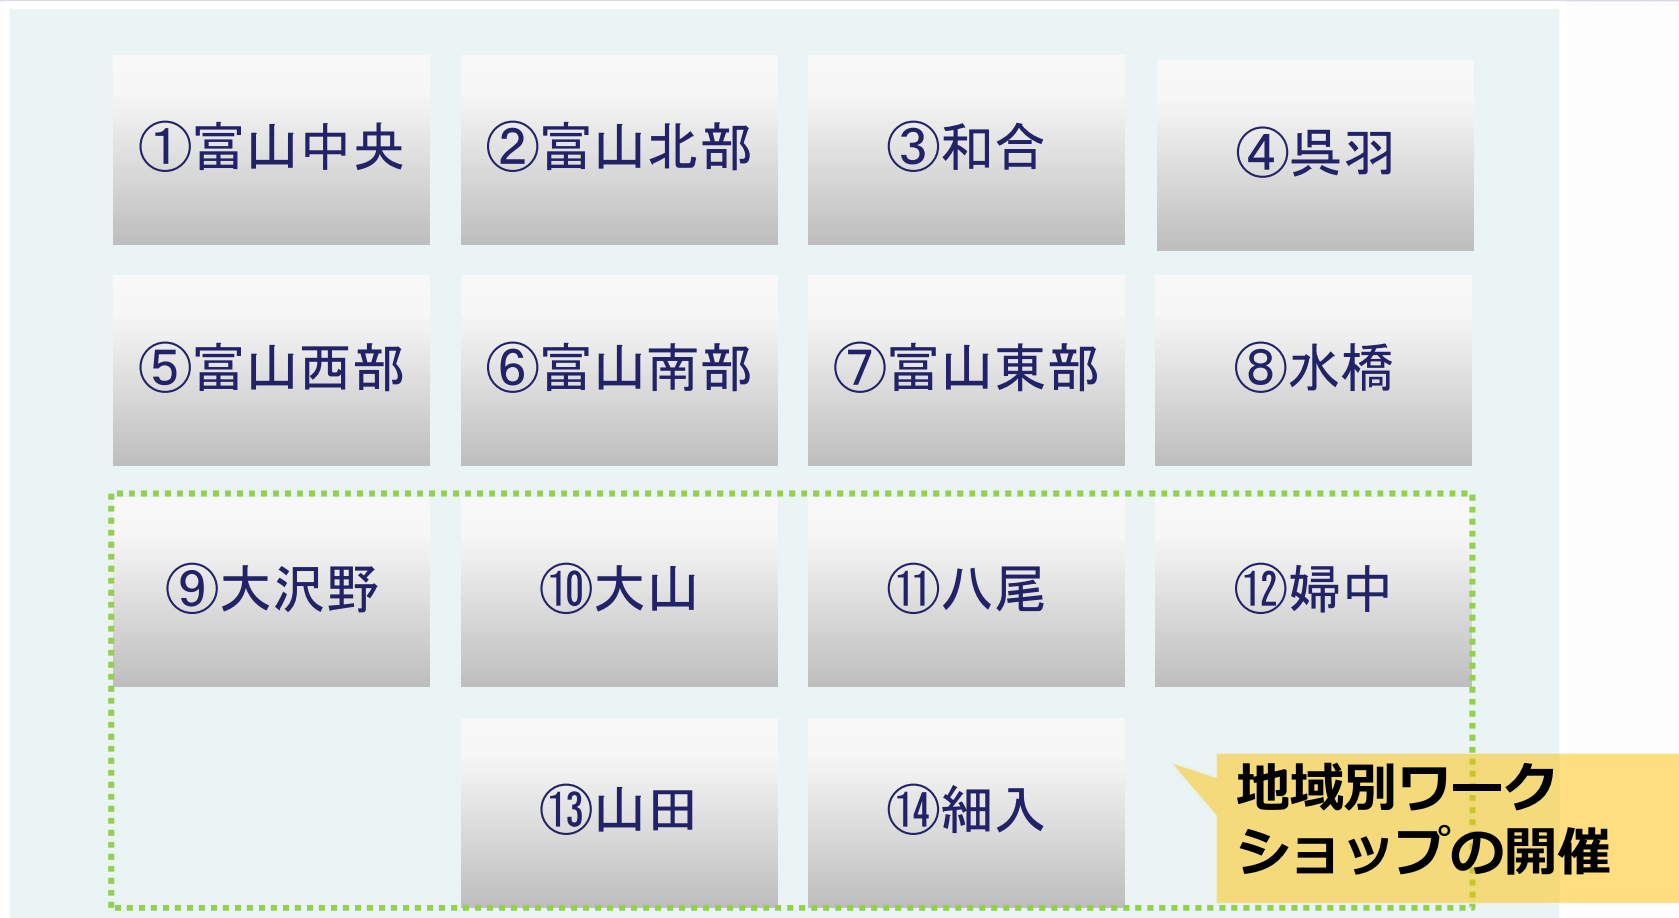 ①富山中央
②富山北部
③和合
④呉羽
⑤富山西部
⑥富山南部
⑦富山東部
⑧水橋
⑨大沢野
⑩大山
⑪八尾
⑫婦中
⑬山田
⑭細入
地域別ワーク
ショップの開催